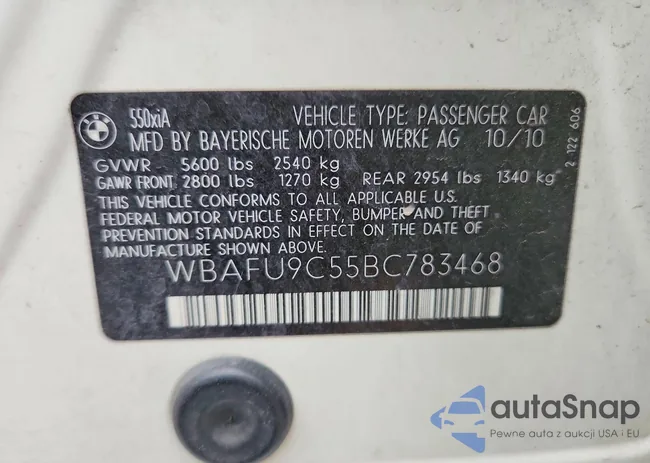 BMW
550xiA VEHICLE TYPE: PASSENGER CAR
MFD BY BAYERISCHE MOTOREN WERKE AG 10/10
GVWR 5600 lbs 2540 kg
GAWR FRONT 2800 lbs 1270 kg REAR 2954 lbs 1340 kg
THIS VEHICLE CONFORMS TO ALL APPLICABLE U.S.
FEDERAL MOTOR VEHICLE SAFETY, BUMPER AND THEFT
PREVENTION STANDARDS IN EFFECT ON THE DATE OF
MANUFACTURE SHOWN ABOVE.
WBAFU9C55BC783468
2 122 606
autaSnap
Pewne auta z aukcji USA i EU